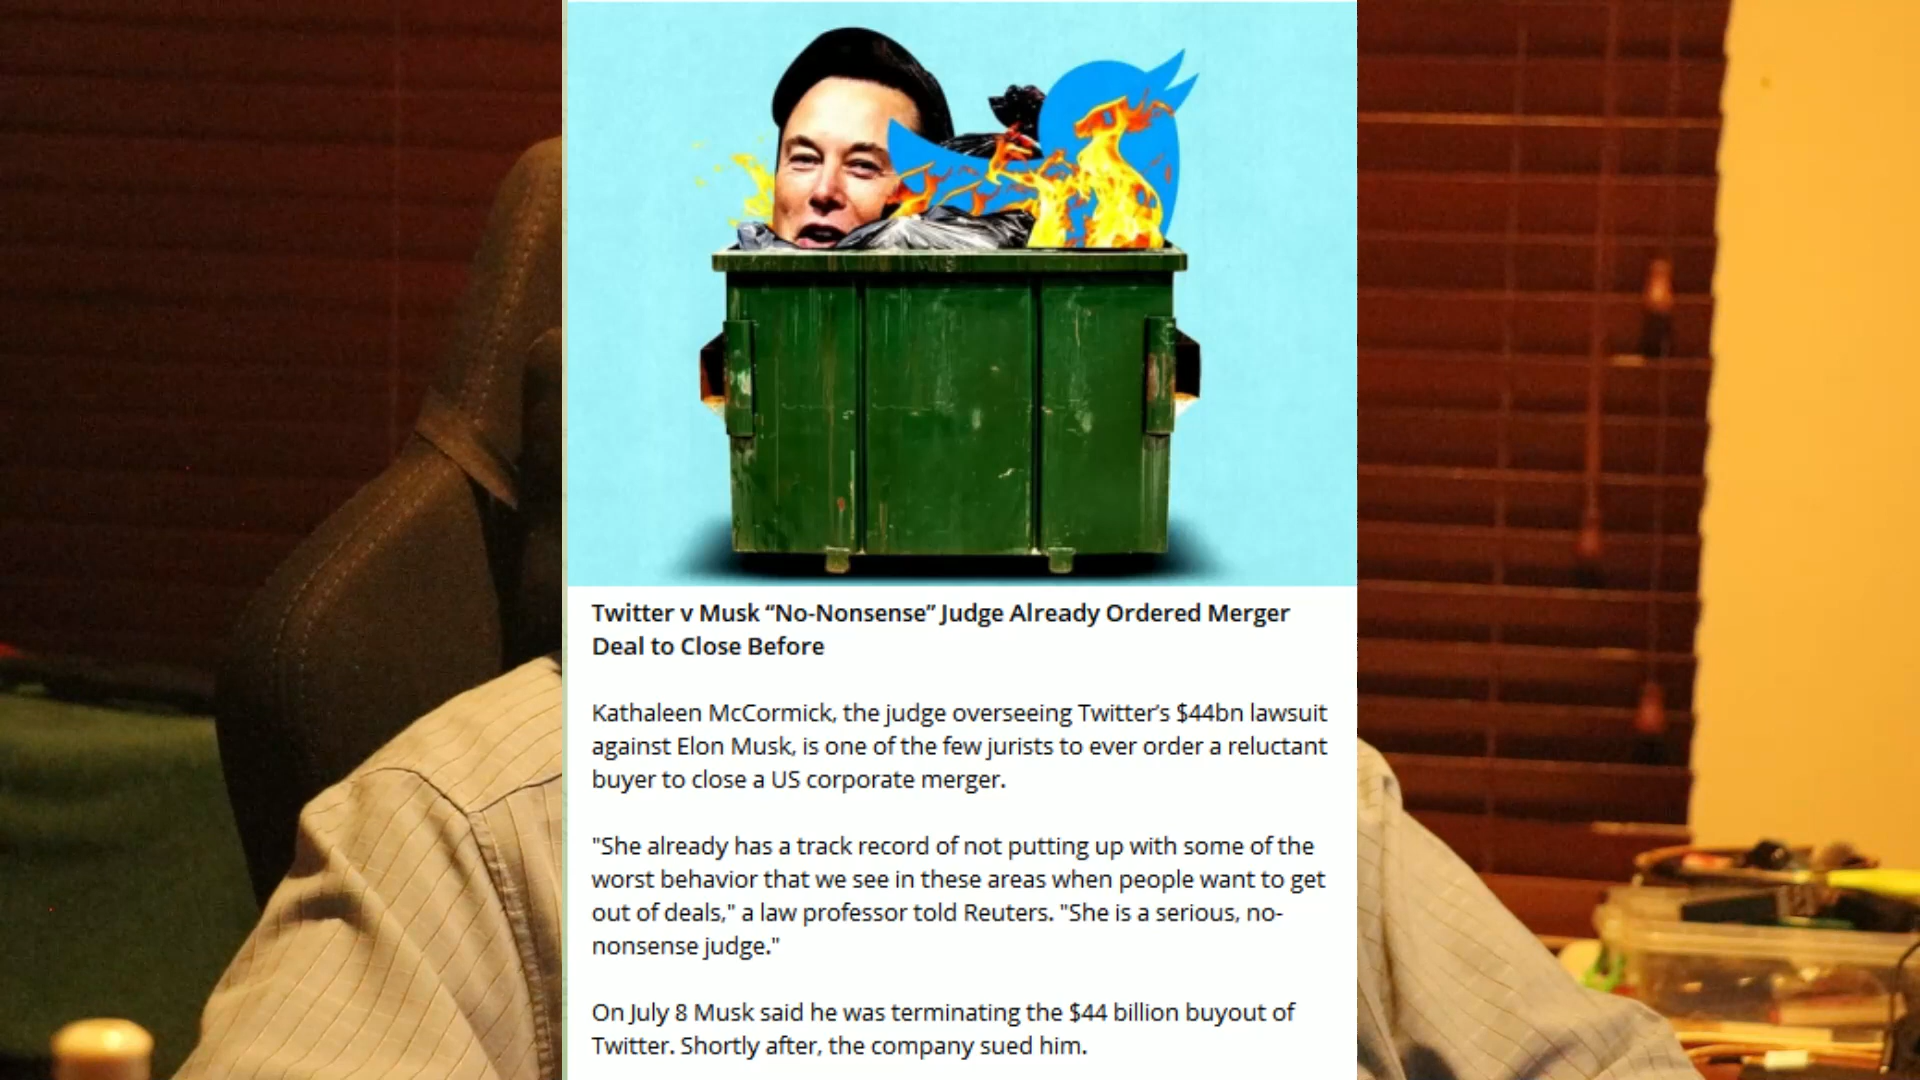 Twitter v Musk “No-Nonsense” Judge Already Ordered Merger
Deal to Close Before
Kathaleen McCormick, the judge overseeing Twitter’s $44bn lawsuit
against Elon Musk, is one of the few jurists to ever order a reluctant
buyer to close a US corporate merger.
"She already has a track record of not putting up with some of the
worst behavior that we see in these areas when people want to get
out of deals," a law professor told Reuters. "She is a serious, no-
nonsense judge."
On July 8 Musk said he was terminating the $44 billion buyout of
Twitter. Shortly after, the company sued him.